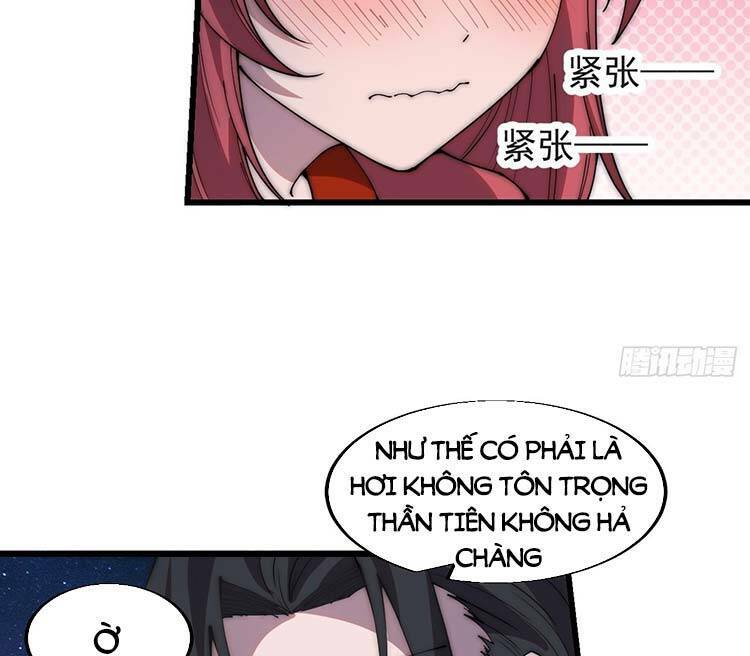 紧张——
紧张——
腾讯动漫
NHƯ THẾ CÓ PHẢI LÀ
HƠI KHÔNG TÔN TRỌNG
THẦN TIÊN KHÔNG HẢ
CHÀNG
Ờ